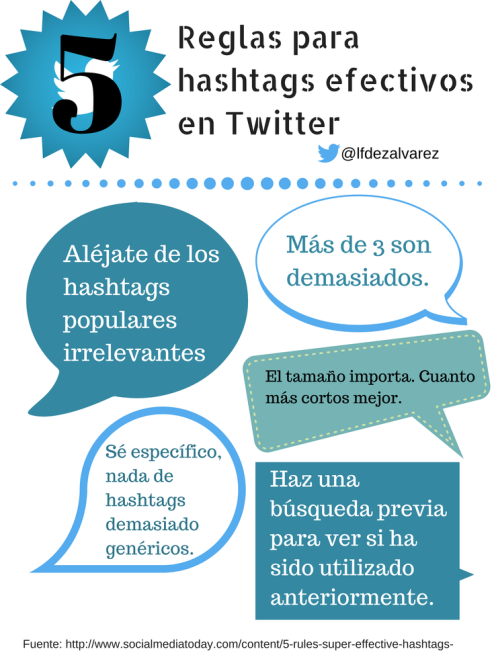 5
Reglas para
hashtags efectivos
en Twitter
@lfdezalvarez
Aléjate de los
hashtags
populares
irrelevantes
Más de 3 son
demasiados.
El tamaño importa. Cuanto
más cortos mejor.
Sé específico,
nada de
hashtags
demasiado
genéricos.
Haz una
búsqueda previa
para ver si ha
sido utilizado
anteriormente.
Fuente: http://www.socialmediatoday.com/content/5-rules-super-effective-hashtags-